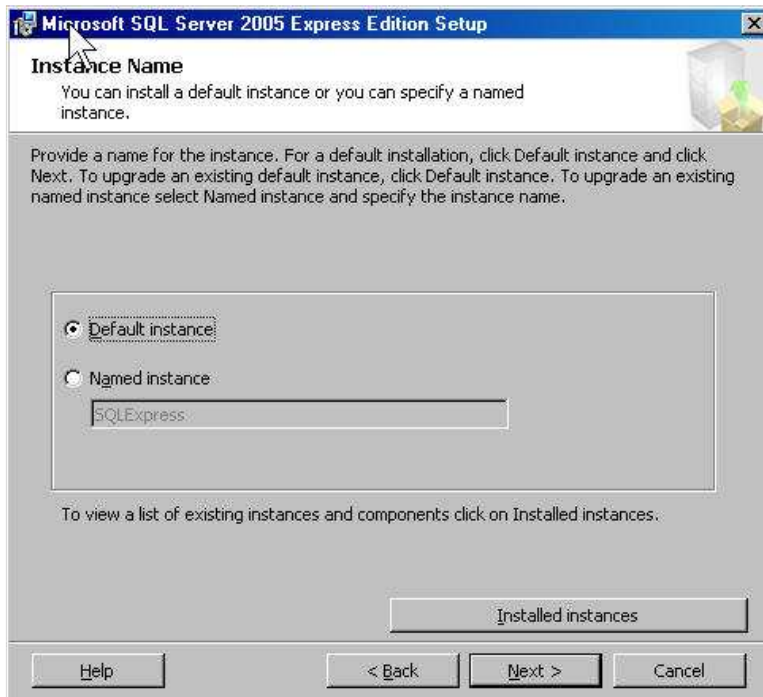 Microsoft SQL Server 2005 Express Edition Setup
Instance Name
You can install a default instance or you can specify a named
instance.
Provide a name for the instance. For a default installation, click Default instance and click
Next. To upgrade an existing default instance, click Default instance. To upgrade an existing
named instance select Named instance and specify the instance name.
Default instance
Named instance
SQLExpress
To view a list of existing instances and components click on Installed instances.
Installed instances
Help
< Back
Next >
Cancel